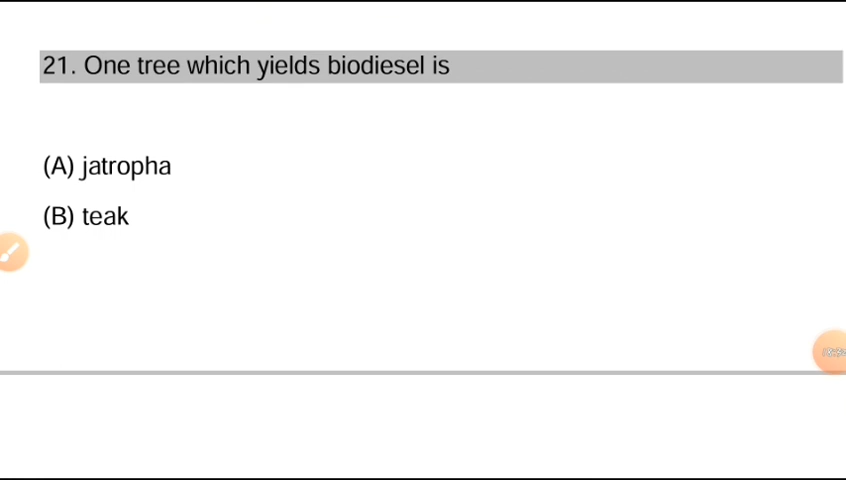 21. One tree which yields biodiesel is
(A) jatropha
(B) teak